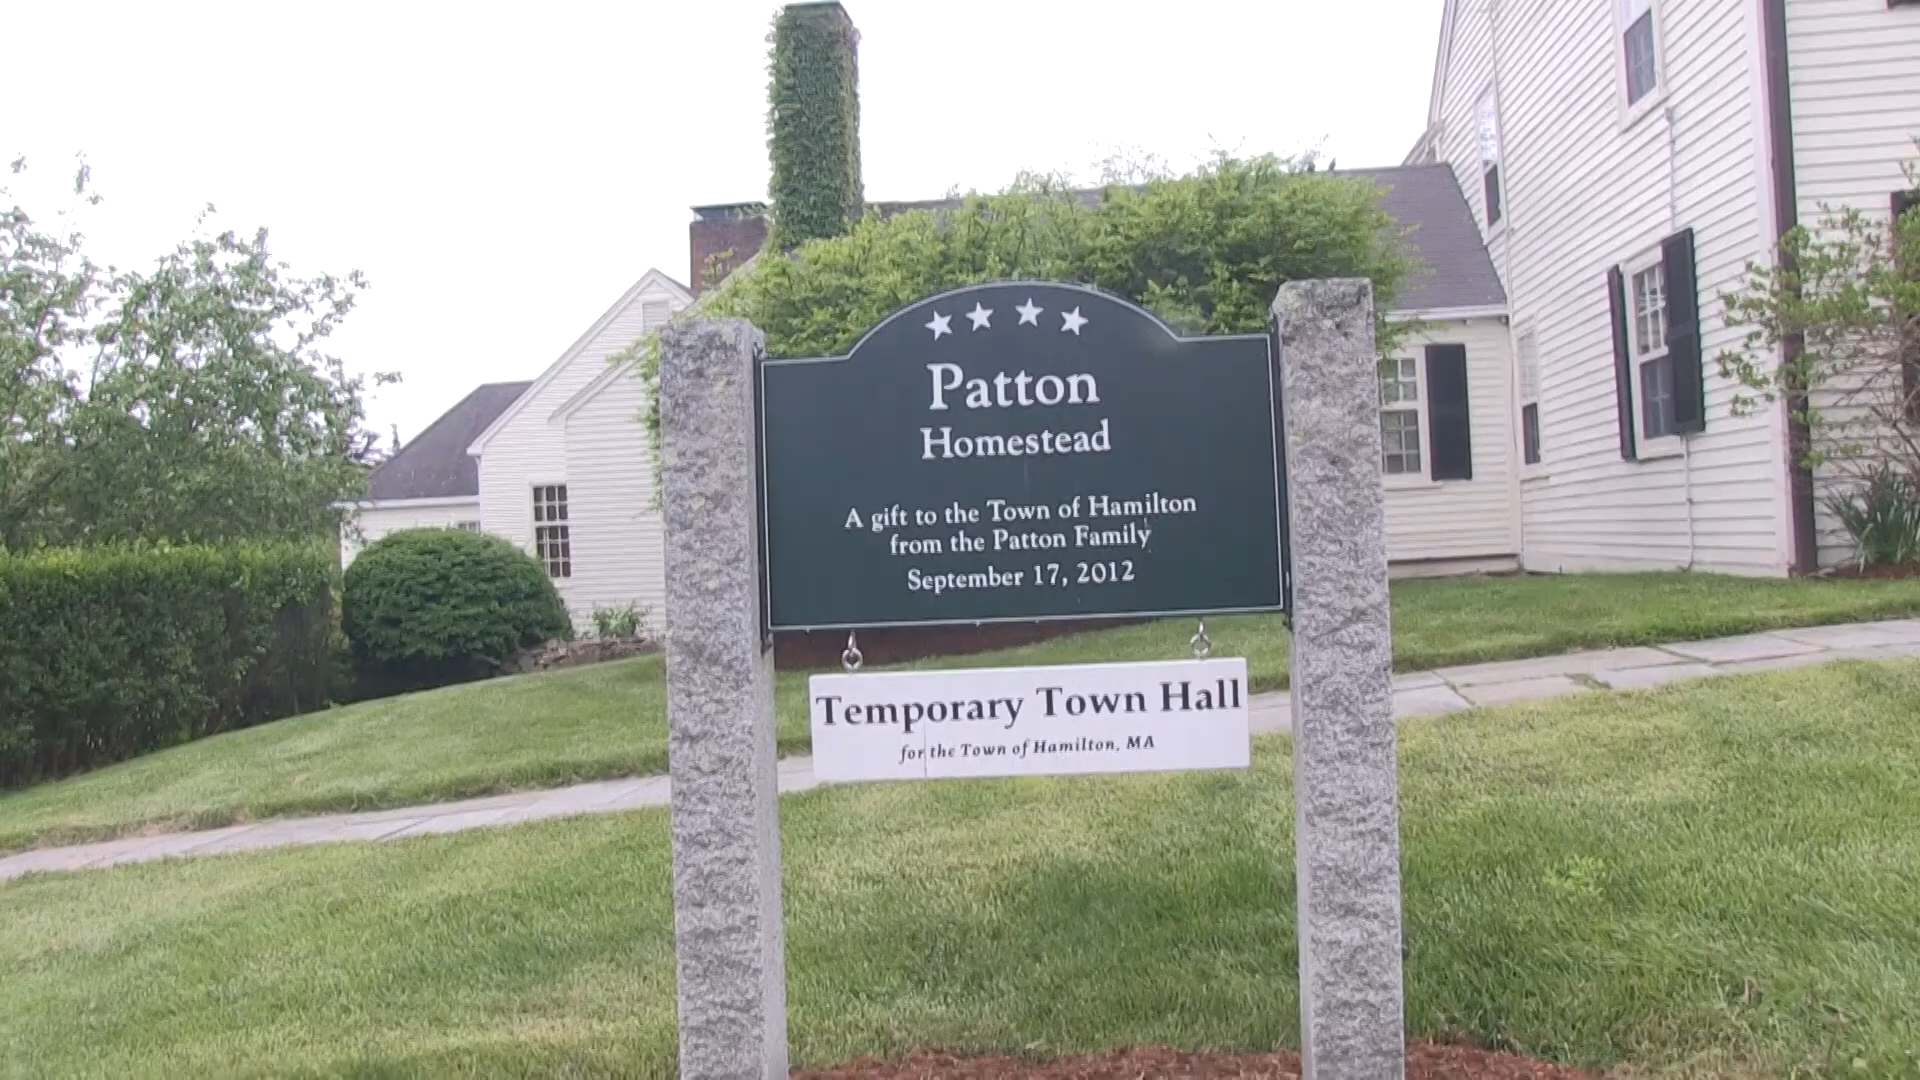 Patton
Homestead
A gift to the Town of Hamilton
from the Patton Family
September 17, 2012
Temporary Town Hall
for the Town of Hamilton, MA